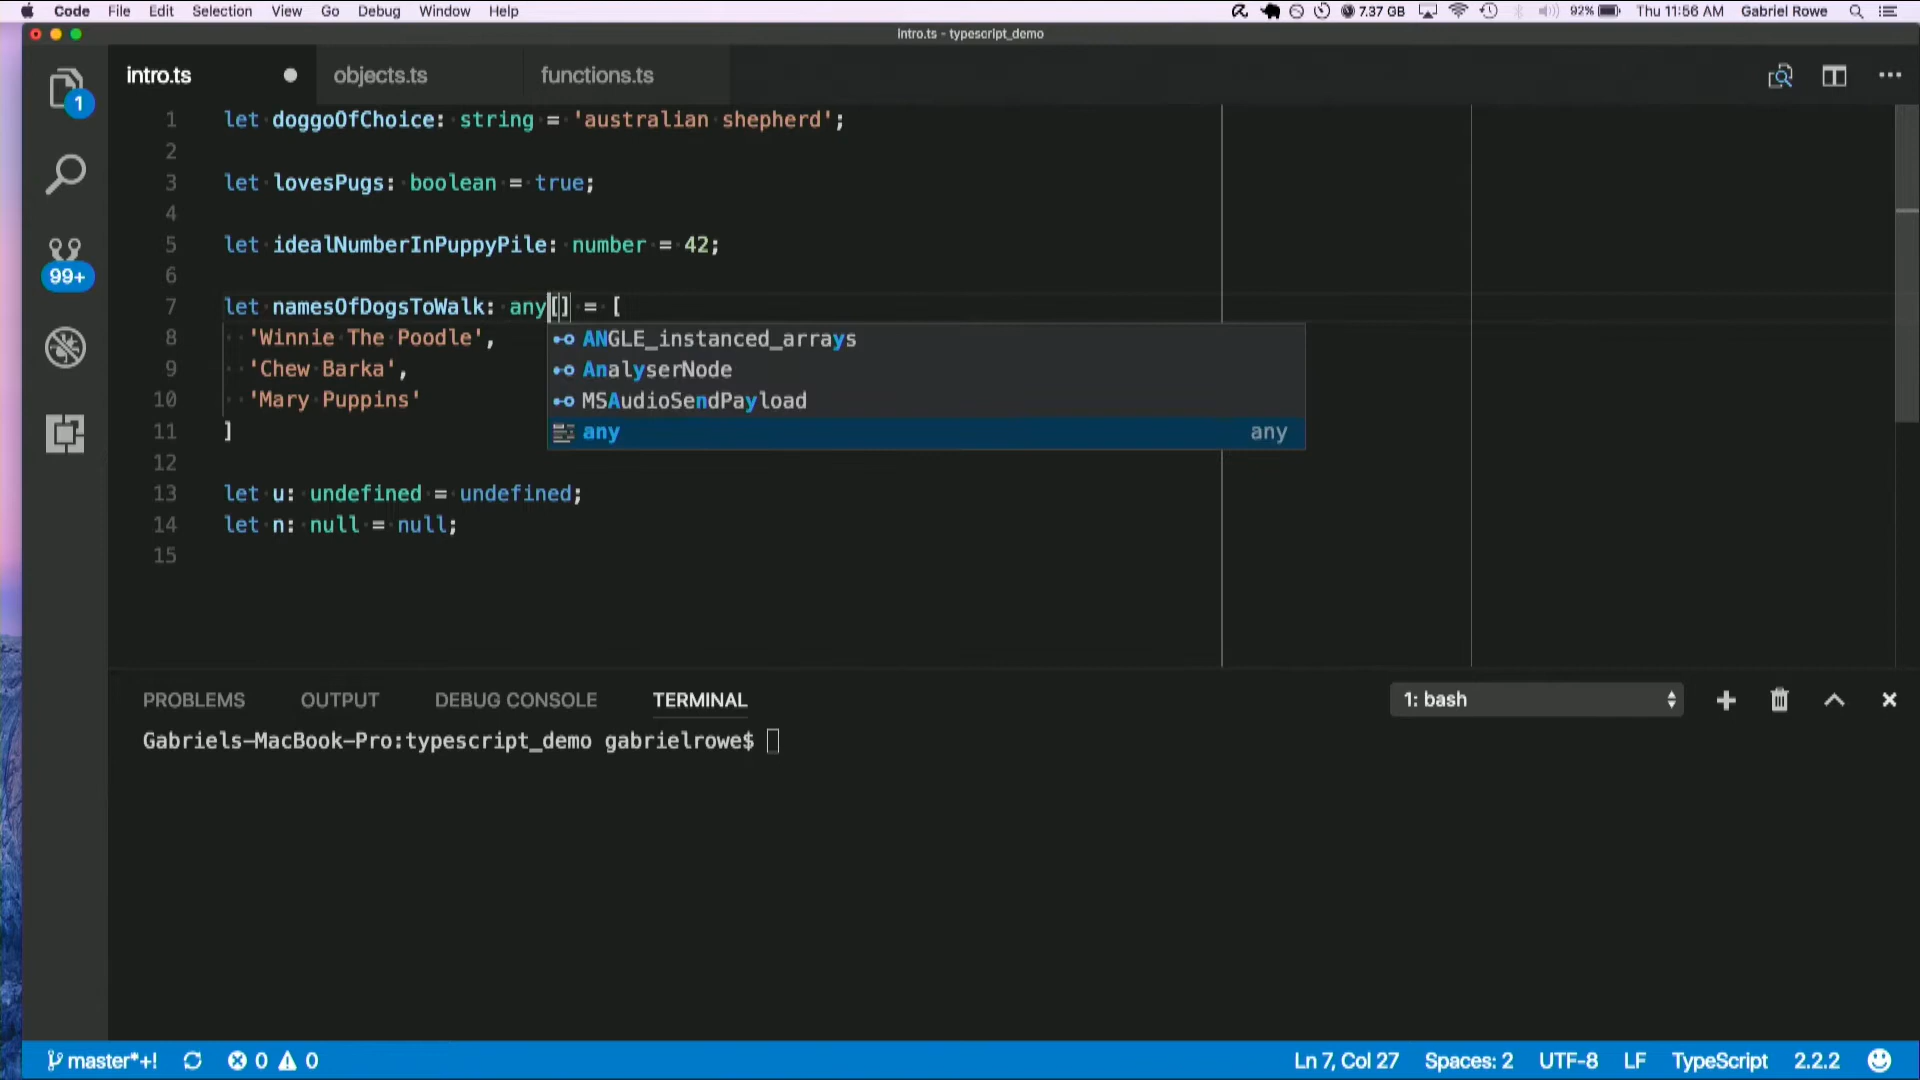 Code File Edit Selection View Go Debug Window Help 7.37 GB 92% Thu 11:56 AM Gabriel Rowe
intro.ts - typescript_demo
intro.ts objects.ts functions.ts
1
99+
1 let doggoOfChoice: string = 'australian shepherd';
2
3 let lovesPugs: boolean = true;
4
5 let idealNumberInPuppyPile: number = 42;
6
7 let namesOfDogsToWalk: any[] = [
8 'Winnie The Poodle',
9 'Chew Barka',
10 'Mary Puppins'
11 ]
12
13 let u: undefined = undefined;
14 let n: null = null;
15
ANGLE_instanced_arrays
AnalyserNode
MSAudioSendPayload
any any
PROBLEMS OUTPUT DEBUG CONSOLE TERMINAL 1: bash
Gabriels-MacBook-Pro:typescript_demo gabrielrowe$
master*+! 0 0 Ln 7, Col 27 Spaces: 2 UTF-8 LF TypeScript 2.2.2